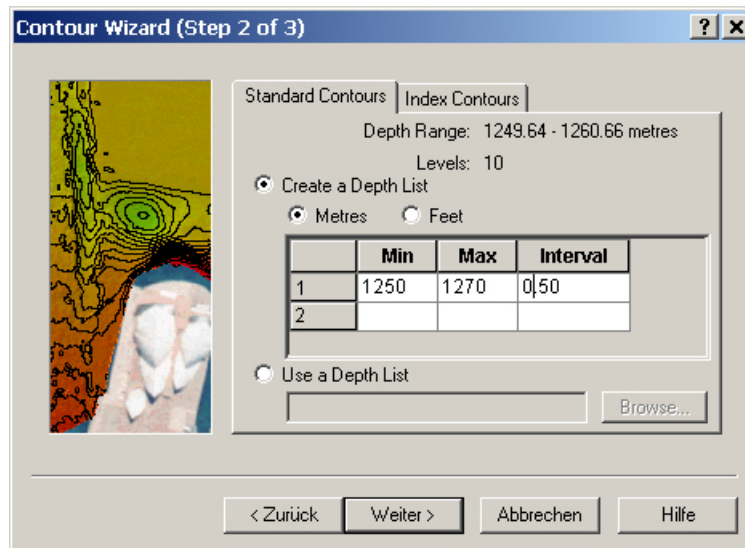 Contour Wizard (Step 2 of 3)
Standard Contours
Index Contours
Depth Range: 1249.64 - 1260.66 metres
Levels: 10
Create a Depth List
Metres
Feet
Min Max Interval
1 1250 1270 0.50
2
Use a Depth List
Browse...
< Zurück
Weiter >
Abbrechen
Hilfe